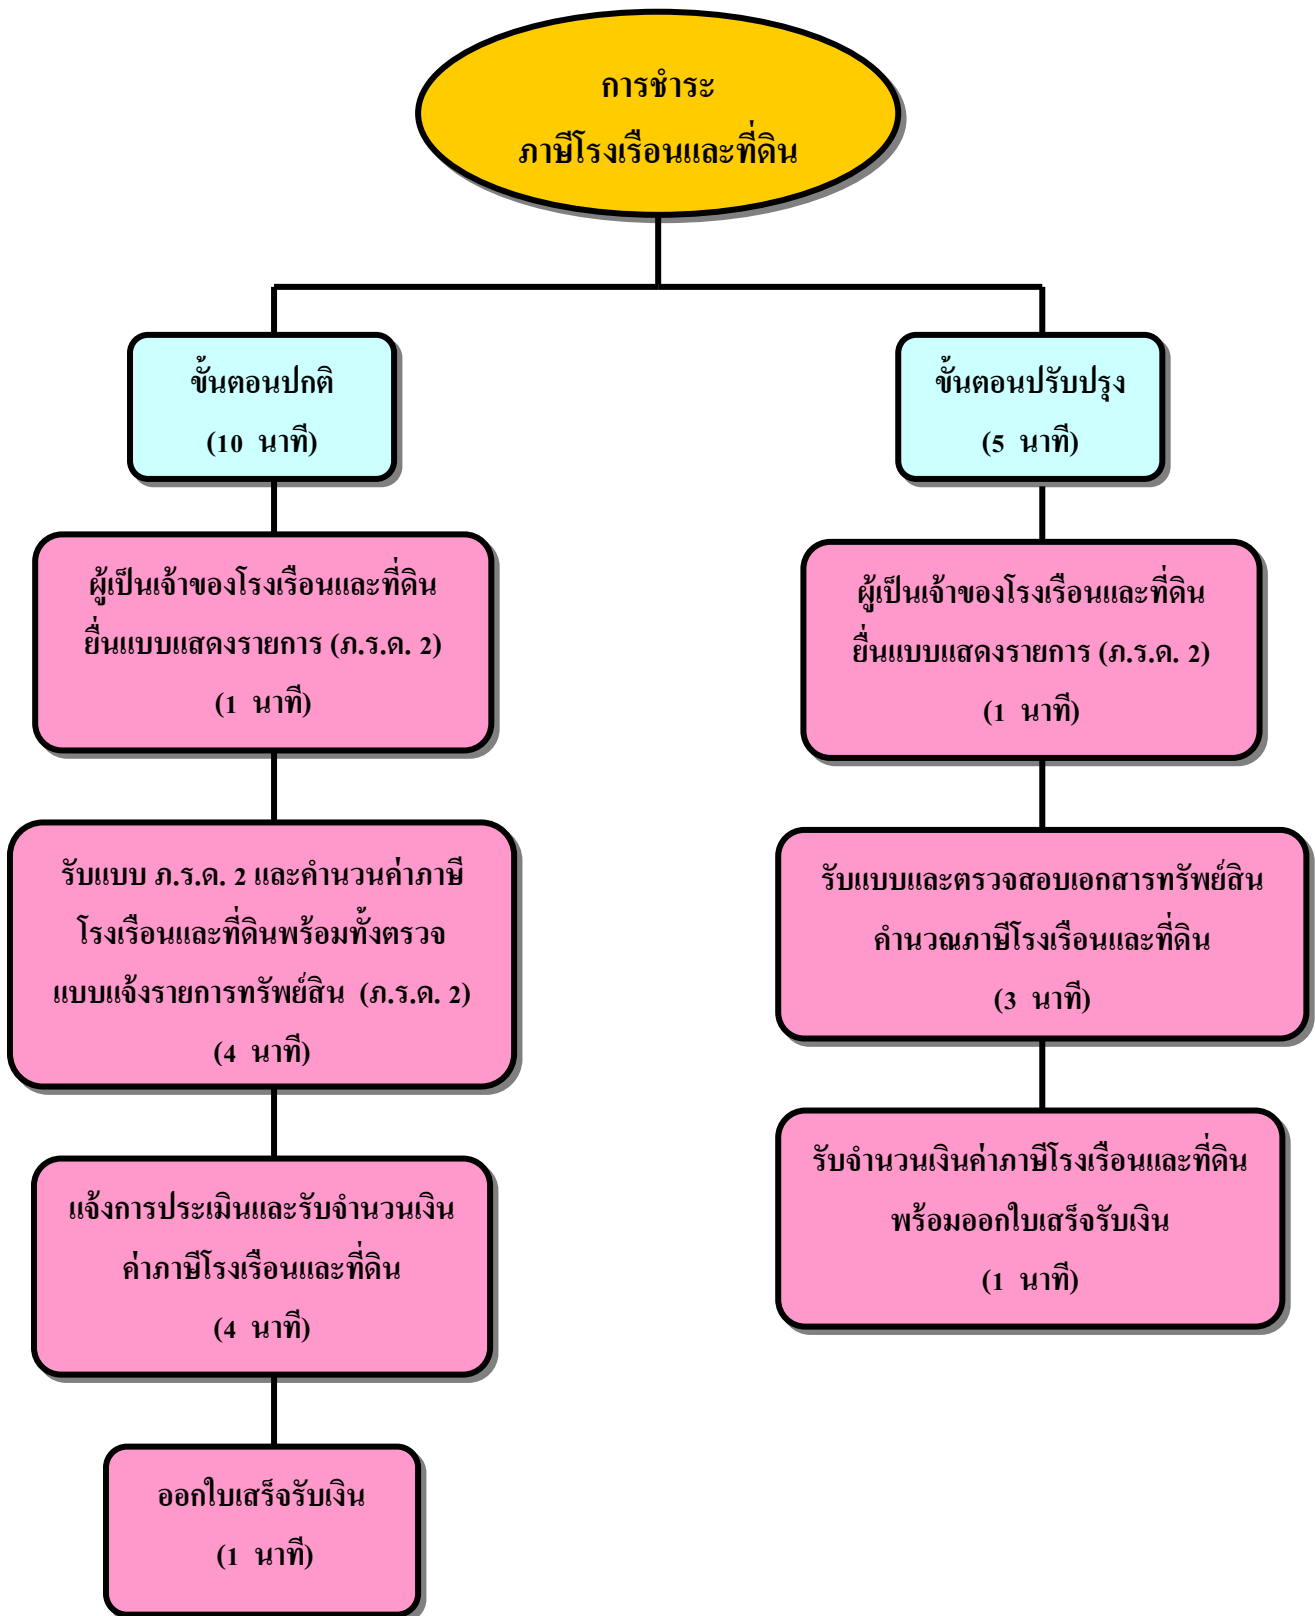 การชำระ
ภาษีโรงเรือนและที่ดิน
ขั้นตอนปกติ
(10 นาที)
ผู้เป็นเจ้าของโรงเรือนและที่ดิน
ยื่นแบบแสดงรายการ (ภ.ร.ด. 2)
(1 นาที)
รับแบบ ภ.ร.ด. 2 และคำนวนค่าภาษี
โรงเรือนและที่ดินพร้อมทั้งตรวจ
แบบแจ้งรายการทรัพย์สิน (ภ.ร.ด. 2)
(4 นาที)
แจ้งการประเมินและรับจำนวนเงิน
ค่าภาษีโรงเรือนและที่ดิน
(4 นาที)
ออกใบเสร็จรับเงิน
(1 นาที)
ขั้นตอนปรับปรุง
(5 นาที)
ผู้เป็นเจ้าของโรงเรือนและที่ดิน
ยื่นแบบแสดงรายการ (ภ.ร.ด. 2)
(1 นาที)
รับแบบและตรวจสอบเอกสารทรัพย์สิน
คำนวณภาษีโรงเรือนและที่ดิน
(3 นาที)
รับจำนวนเงินค่าภาษีโรงเรือนและที่ดิน
พร้อมออกใบเสร็จรับเงิน
(1 นาที)